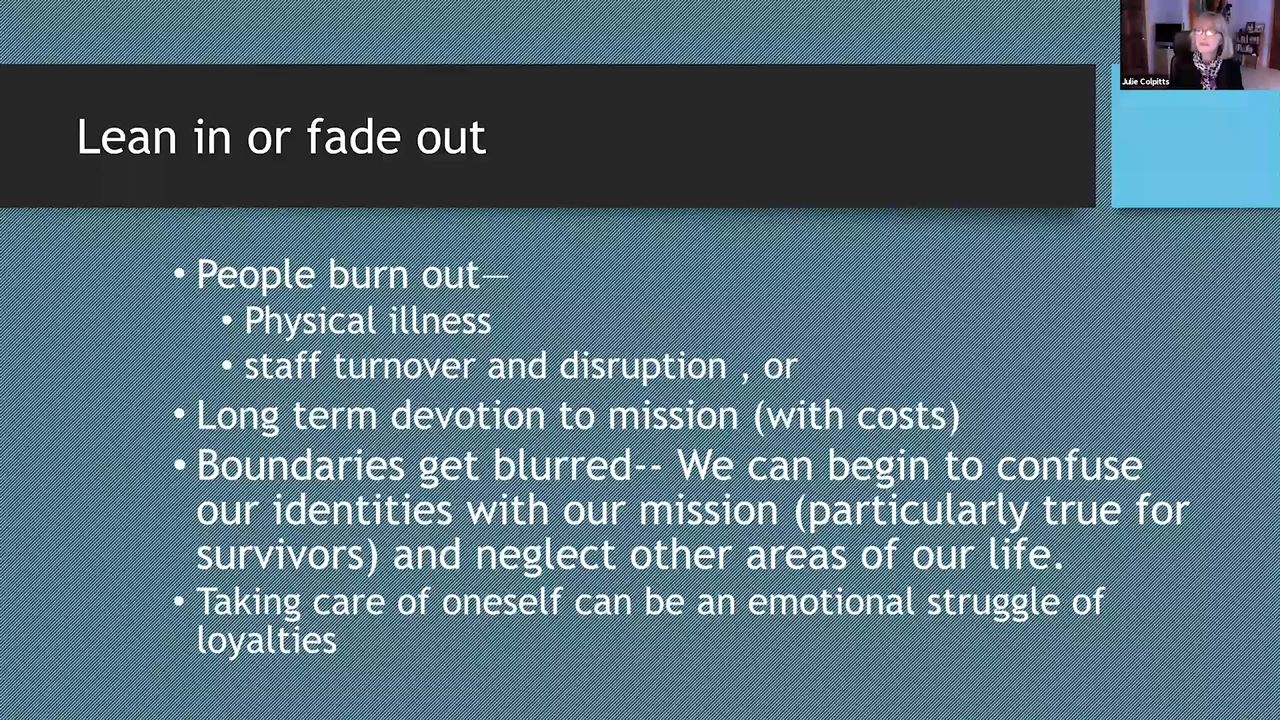 Julie Colpitts
Lean in or fade out
• People burn out—
• Physical illness
• staff turnover and disruption , or
• Long term devotion to mission (with costs)
• Boundaries get blurred-- We can begin to confuse
our identities with our mission (particularly true for
survivors) and neglect other areas of our life.
• Taking care of oneself can be an emotional struggle of
loyalties